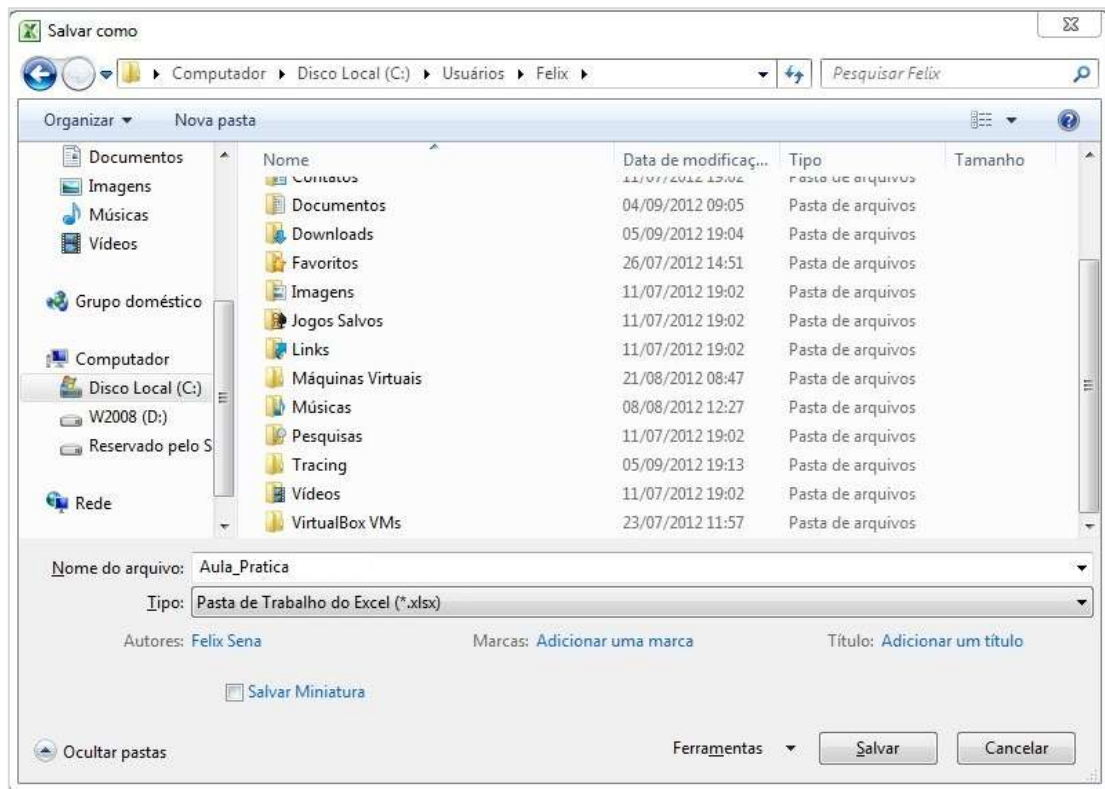 Salvar como
Computador Disco Local (C:) Usuários Felix Pesquisar Felix
Organizar Nova pasta
Documentos
Imagens
Músicas
Vídeos
Grupo doméstico
Computador
Disco Local (C:)
W2008 (D:)
Reservado pelo S
Rede
Nome Data de modificaç... Tipo Tamanho
Contatos 11/07/2012 19:02 Pasta de arquivos
Documentos 04/09/2012 09:05 Pasta de arquivos
Downloads 05/09/2012 19:04 Pasta de arquivos
Favoritos 26/07/2012 14:51 Pasta de arquivos
Imagens 11/07/2012 19:02 Pasta de arquivos
Jogos Salvos 11/07/2012 19:02 Pasta de arquivos
Links 11/07/2012 19:02 Pasta de arquivos
Máquinas Virtuais 21/08/2012 08:47 Pasta de arquivos
Músicas 08/08/2012 12:27 Pasta de arquivos
Pesquisas 11/07/2012 19:02 Pasta de arquivos
Tracing 05/09/2012 19:13 Pasta de arquivos
Vídeos 11/07/2012 19:02 Pasta de arquivos
VirtualBox VMs 23/07/2012 11:57 Pasta de arquivos
Nome do arquivo: Aula_Pratica
Tipo: Pasta de Trabalho do Excel (*.xlsx)
Autores: Felix Sena Marcas: Adicionar uma marca Título: Adicionar um título
Salvar Miniatura
Ocultar pastas Ferramentas Salvar Cancelar